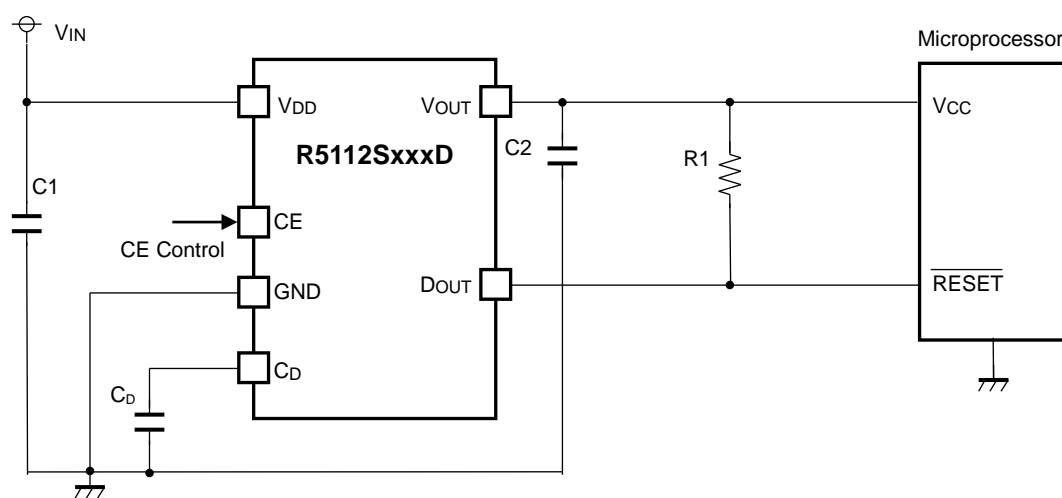 VIN
Microprocessor
VDD
VOUT
VCC
R5112SxxxD
C2
R1
C1
CE
CE Control
GND
DOUT
RESET
CD
CD